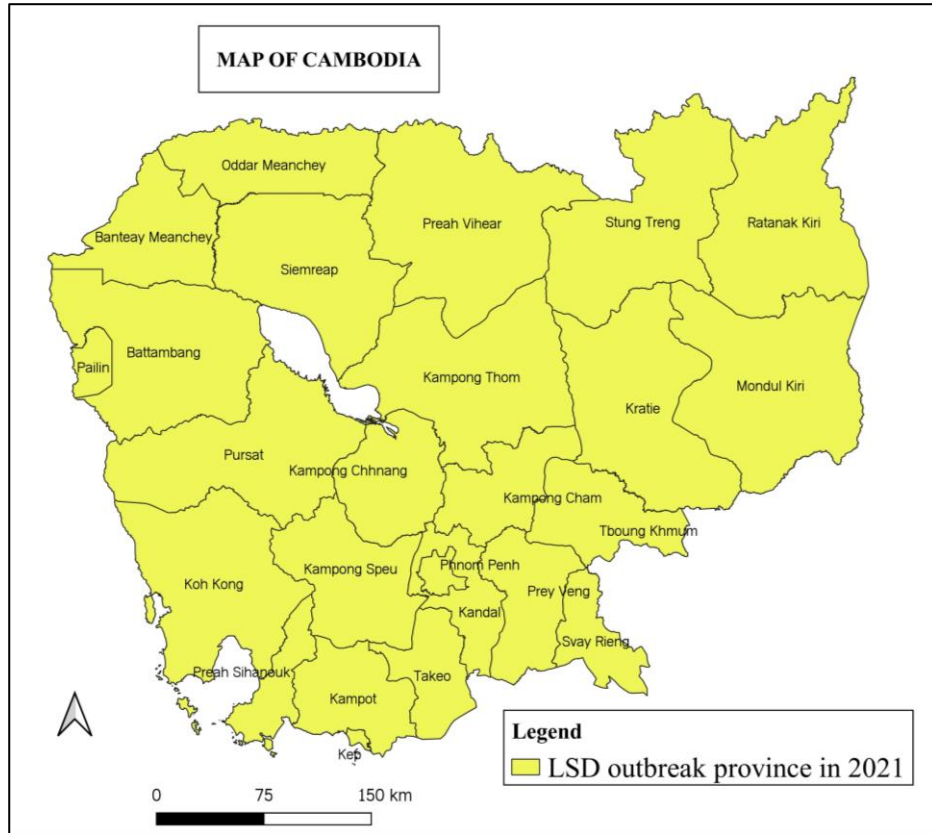 MAP OF CAMBODIA
Oddar Meanchey
Banteay Meanchey
Siemreap
Preah Vihear
Stung Treng
Ratanak Kiri
Pailin
Battambang
Kampong Thom
Kratie
Mondul Kiri
Pursat
Kampong Chhnang
Kampong Cham
Tboung Khmum
Koh Kong
Kampong Speu
Phnom Penh
Prey Veng
Kandal
Svay Rieng
Preah Sihanouk
Kampot
Takeo
Kep
Legend
LSD outbreak province in 2021
0 75 150 km